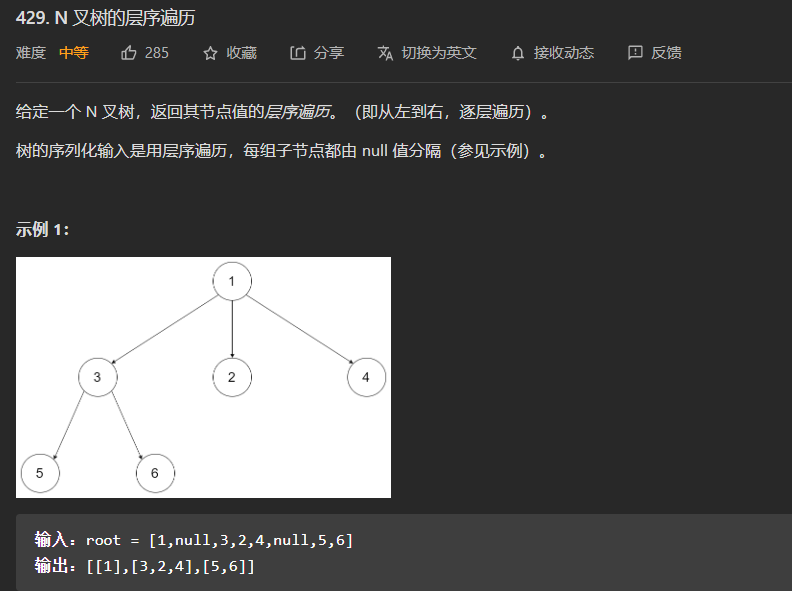 429. N 叉树的层序遍历
难度 中等 285 收藏 分享 切换为英文 接收动态 反馈
给定一个 N 叉树，返回其节点值的层序遍历。（即从左到右，逐层遍历）。
树的序列化输入是用层序遍历，每组子节点都由 null 值分隔（参见示例）。
示例 1：
1
3 2 4
5 6
输入：root = [1,null,3,2,4,null,5,6]
输出：[[1],[3,2,4],[5,6]]